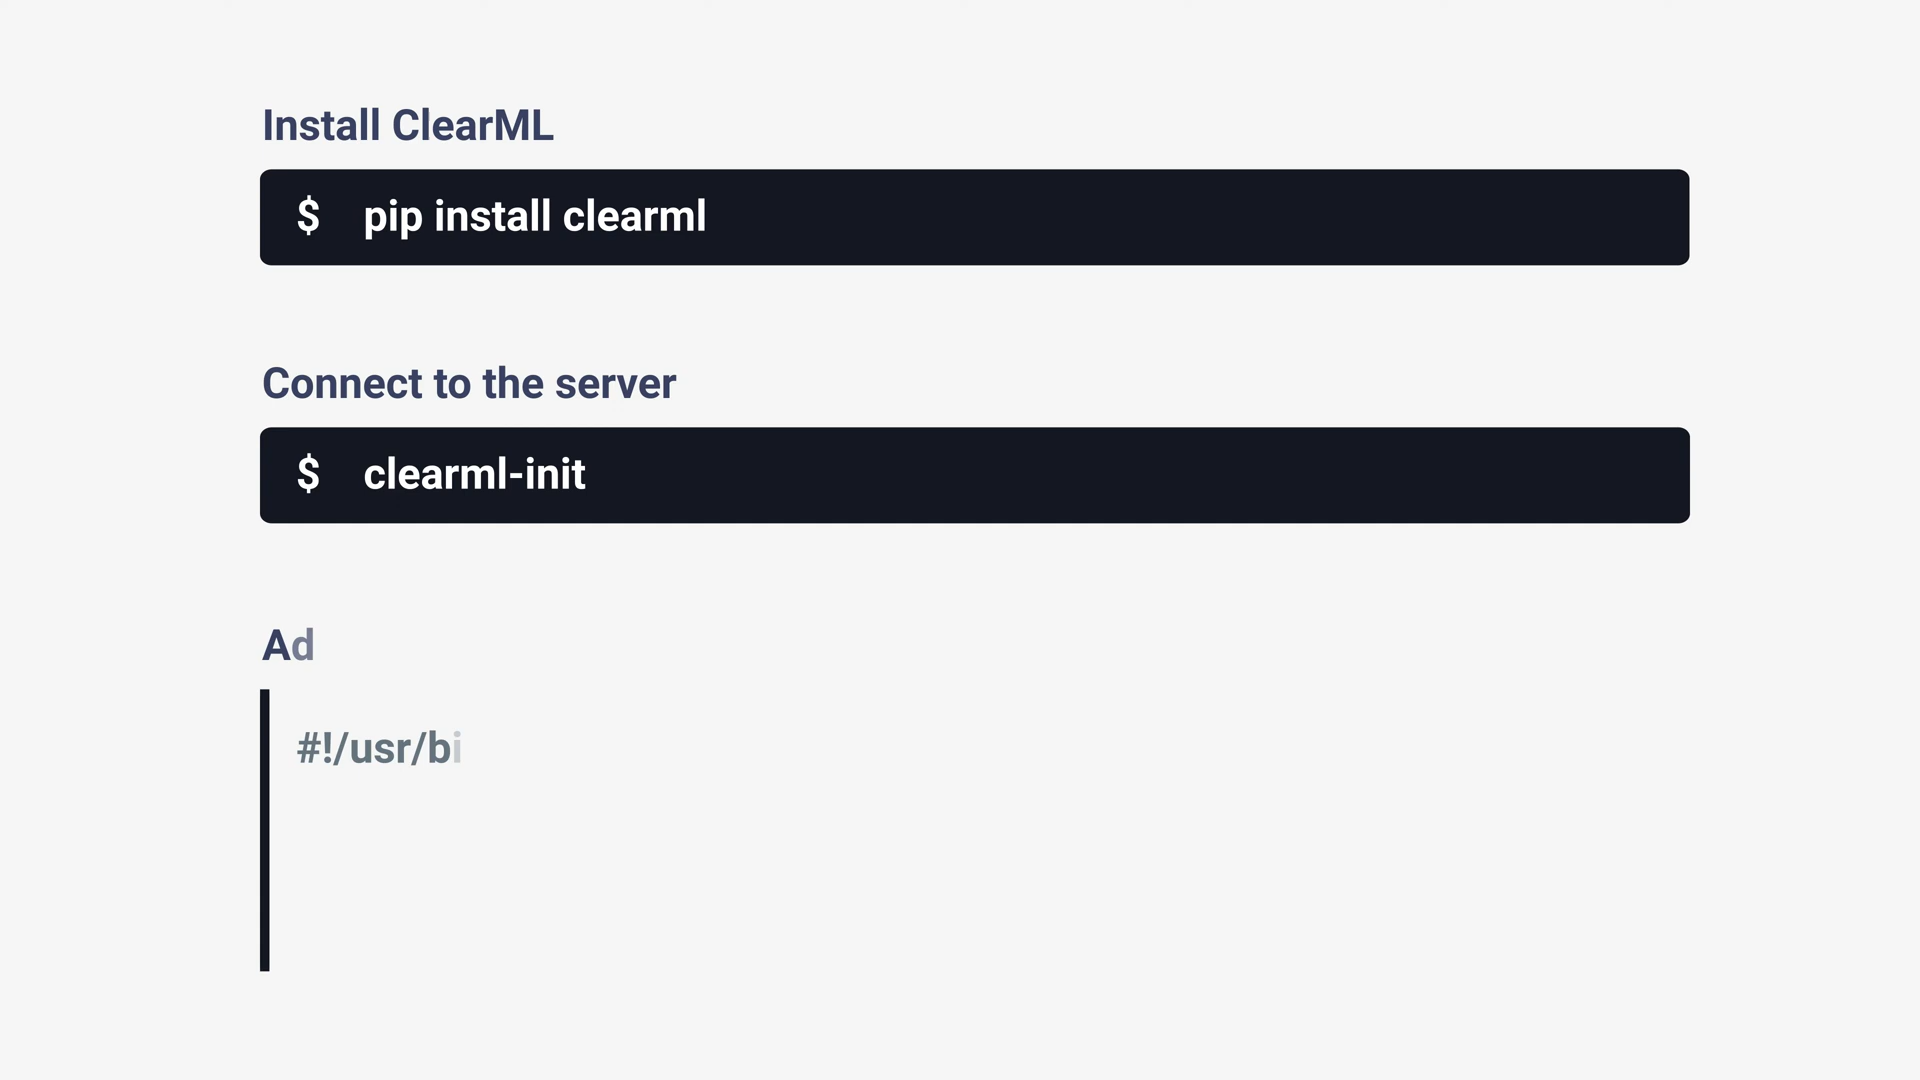 Install ClearML
$ pip install clearml
Connect to the server
$ clearml-init
Ad
#!/usr/bi